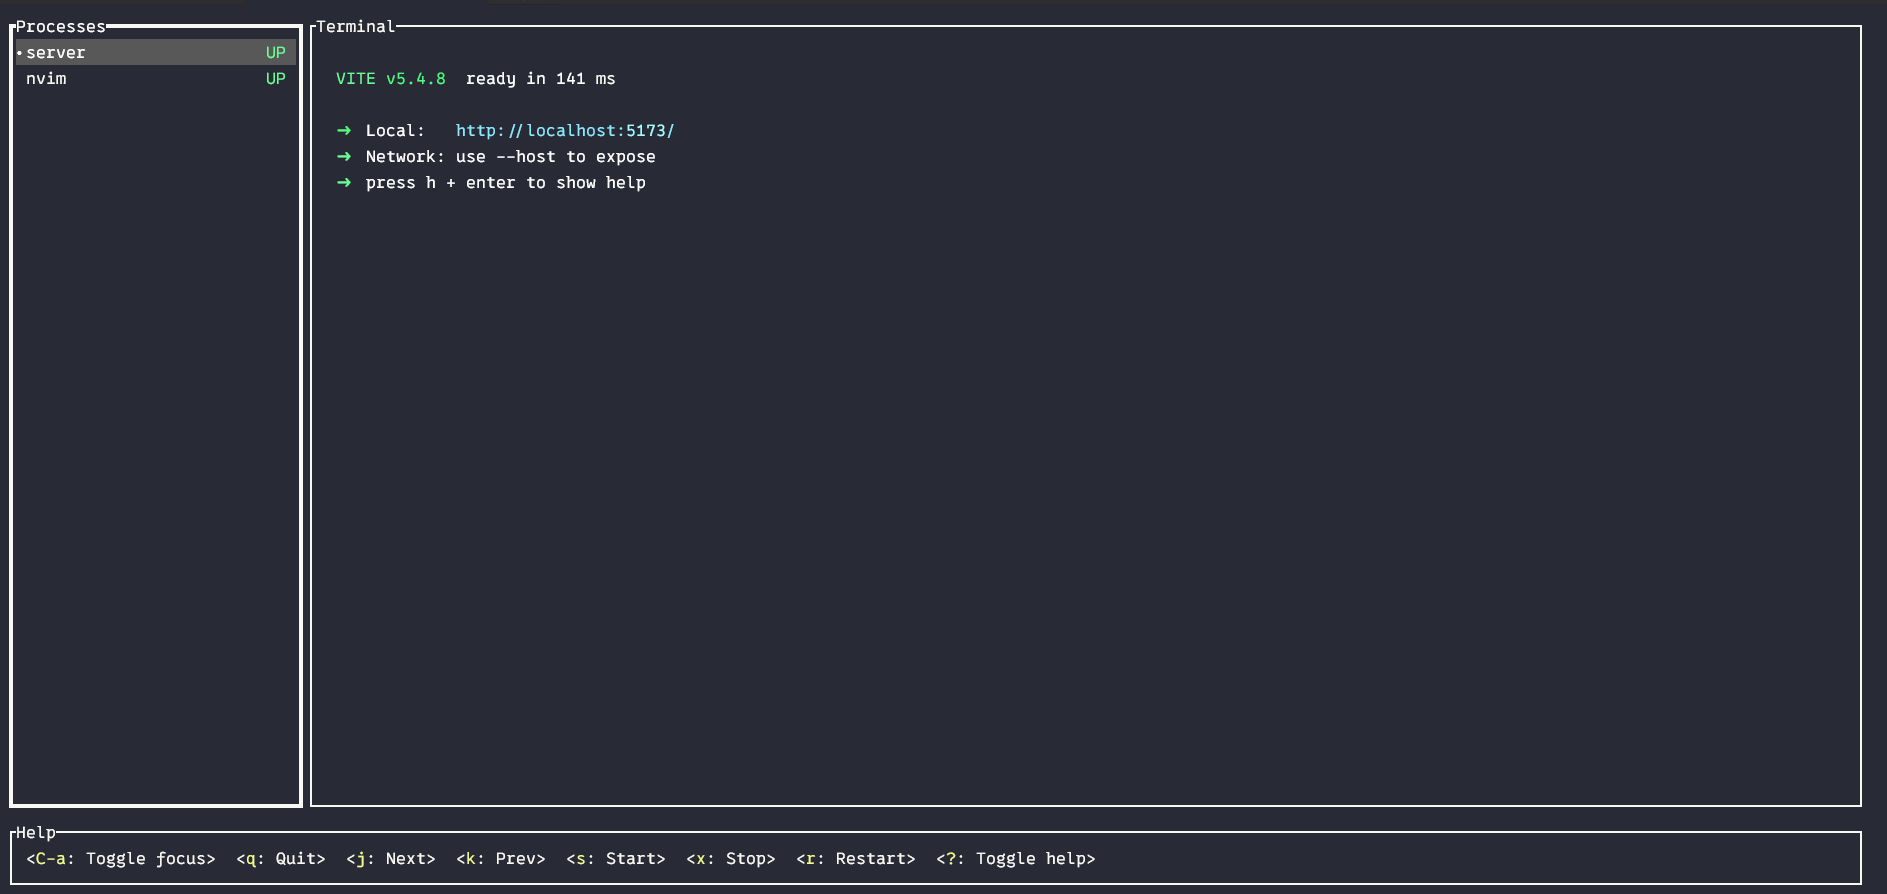 Processes
•server UP
nvim UP
Terminal
VITE v5.4.8 ready in 141 ms
➜ Local: http://localhost:5173/
➜ Network: use --host to expose
➜ press h + enter to show help
Help
<C-a: Toggle focus> <q: Quit> <j: Next> <k: Prev> <s: Start> <x: Stop> <r: Restart> <?: Toggle help>